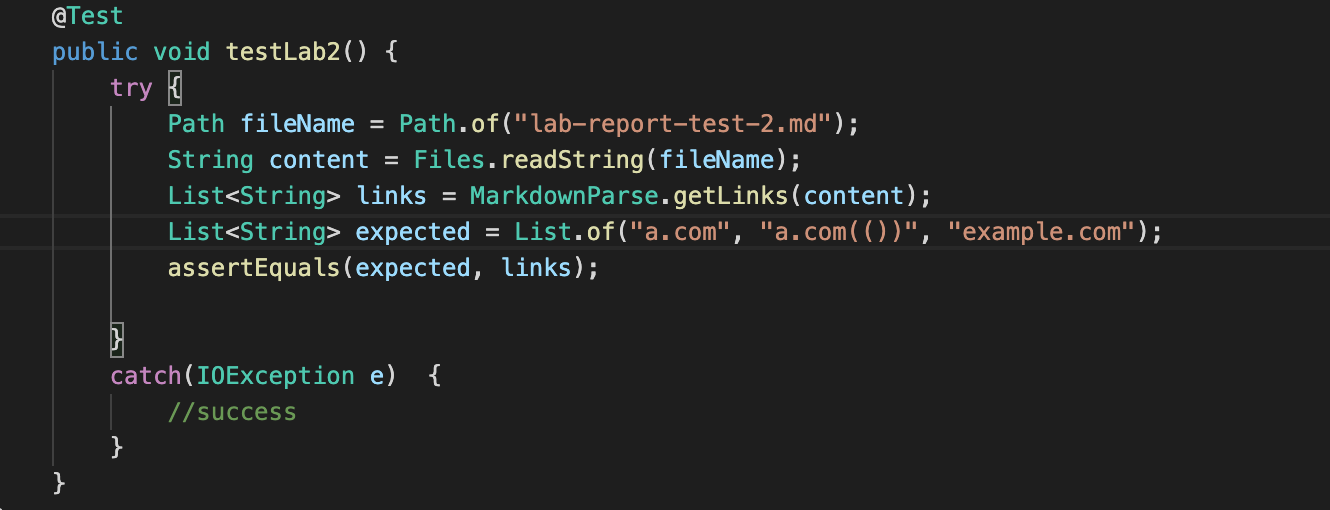 @Test
public void testLab2() {
try {
Path fileName = Path.of("lab-report-test-2.md");
String content = Files.readString(fileName);
List<String> links = MarkdownParse.getLinks(content);
List<String> expected = List.of("a.com", "a.com(())", "example.com");
assertEquals(expected, links);
}
catch(IOException e)  {
//success
}
}